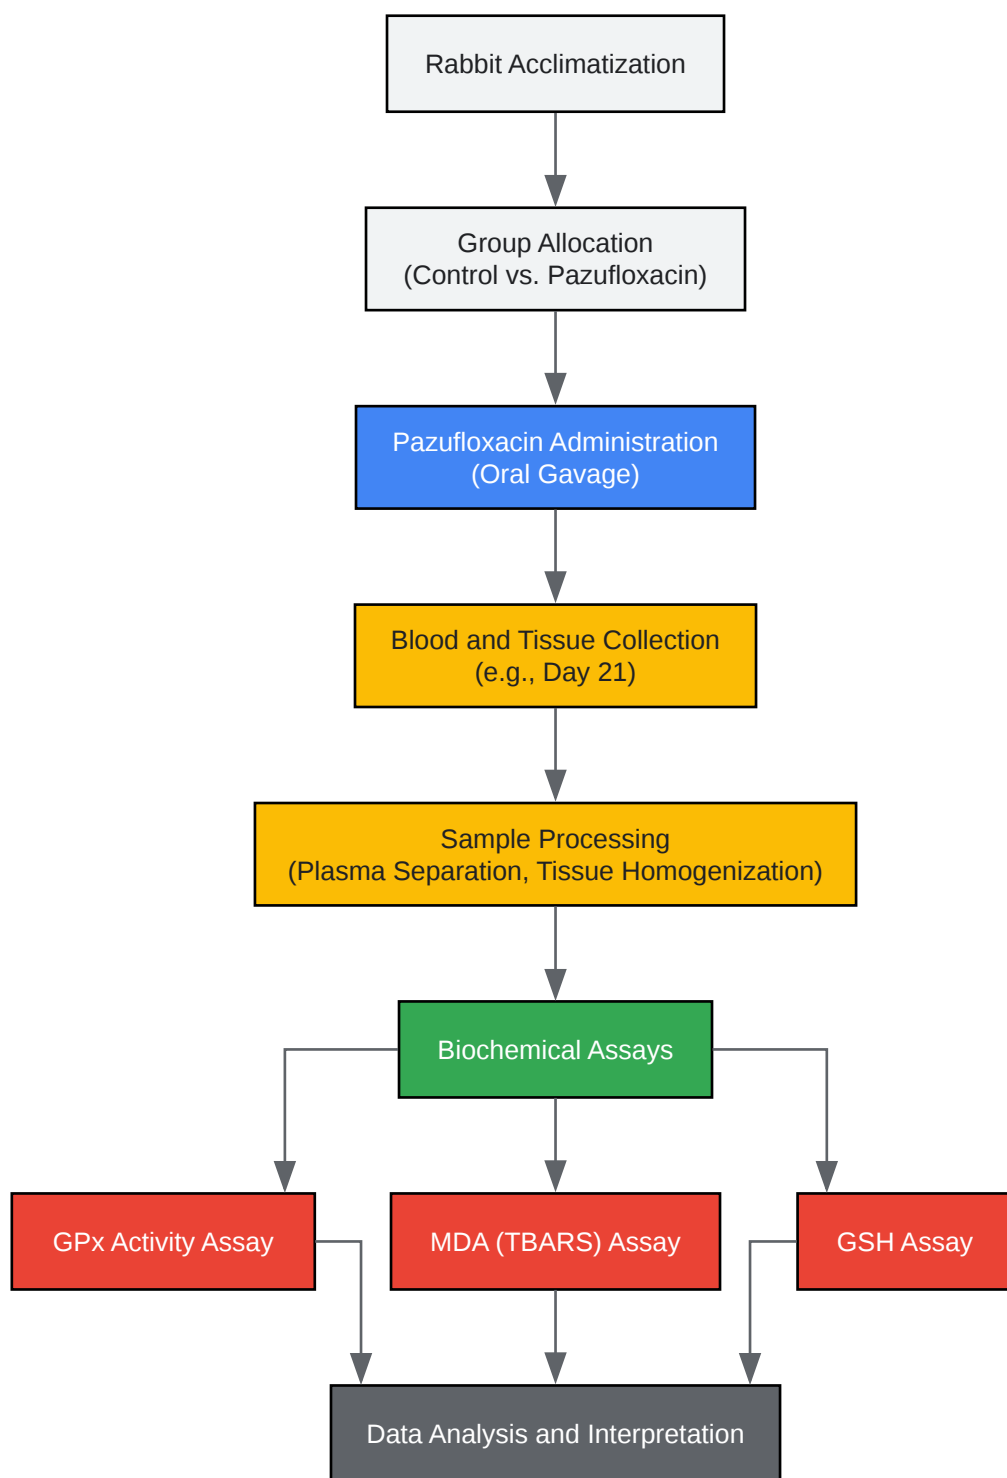 Rabbit Acclimatization
Group Allocation
(Control vs. Pazufloxacin)
Pazufloxacin Administration
(Oral Gavage)
Blood and Tissue Collection
(e.g., Day 21)
Sample Processing
(Plasma Separation, Tissue Homogenization)
Biochemical Assays
GPx Activity Assay
MDA (TBARS) Assay
GSH Assay
Data Analysis and Interpretation